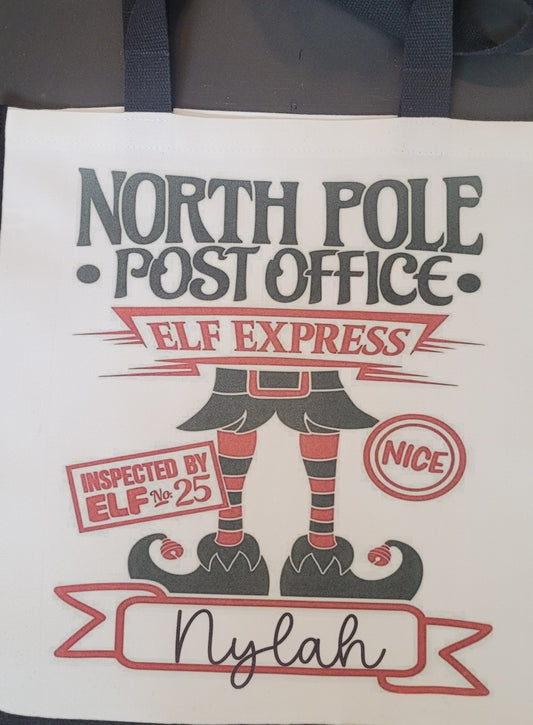 NORTH POLE
• POST OFFICE •
ELF EXPRESS
NICE
INSPECTED BY
ELF No. 25
Nylah